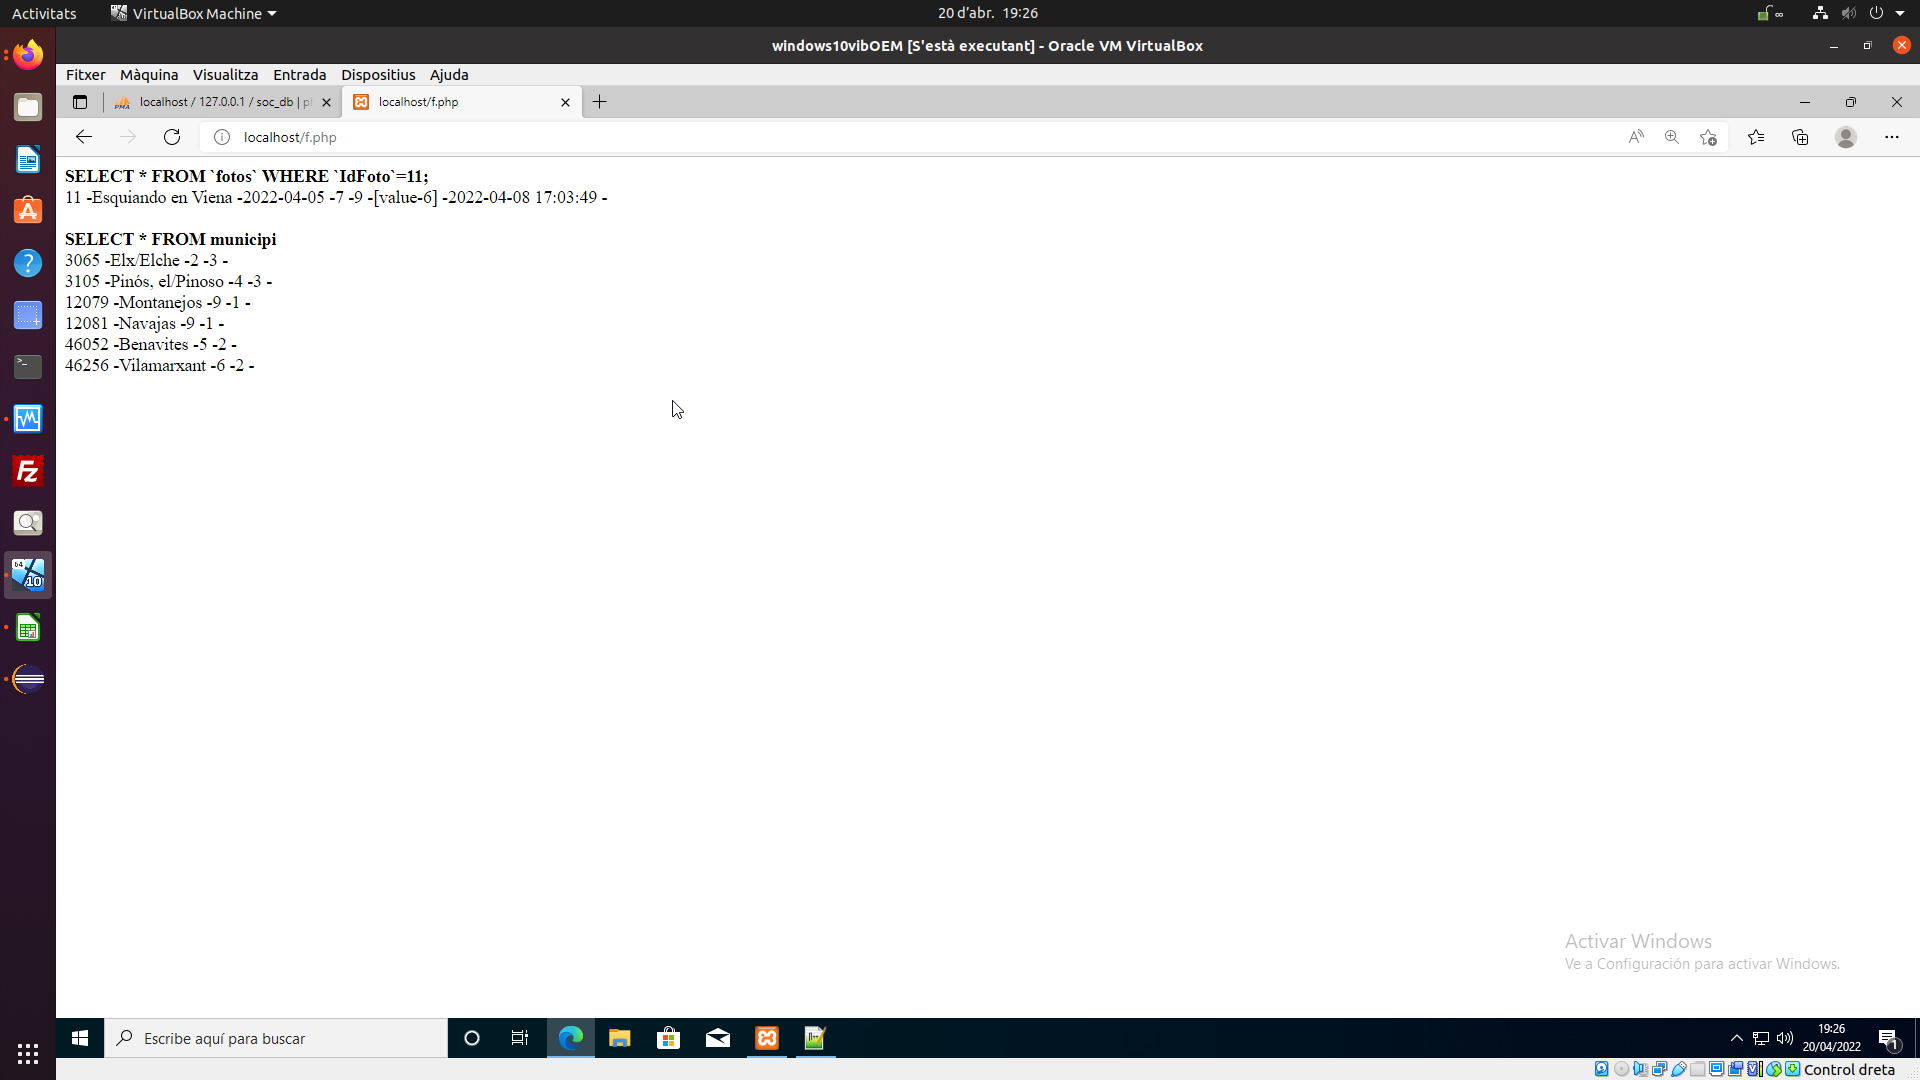 Activitats
VirtualBox Machine
20 d'abr. 19:26
windows10vibOEM [S'està executant] - Oracle VM VirtualBox
Fitxer Màquina Visualitza Entrada Dispositius Ajuda
localhost / 127.0.0.1 / soc_db | localhost/f.php
localhost/f.php
SELECT * FROM `fotos` WHERE `IdFoto`=11;
11 -Esquiando en Viena -2022-04-05 -7 -9 -[value-6] -2022-04-08 17:03:49 -
SELECT * FROM municipi
3065 -Elx/Elche -2 -3 -
3105 -Pinós, el/Pinoso -4 -3 -
12079 -Montanejos -9 -1 -
12081 -Navajas -9 -1 -
46052 -Benavites -5 -2 -
46256 -Vilamarxant -6 -2 -
Activar Windows
Ve a Configuración para activar Windows.
Escribe aquí para buscar
19:26
20/04/2022
1
Control dreta